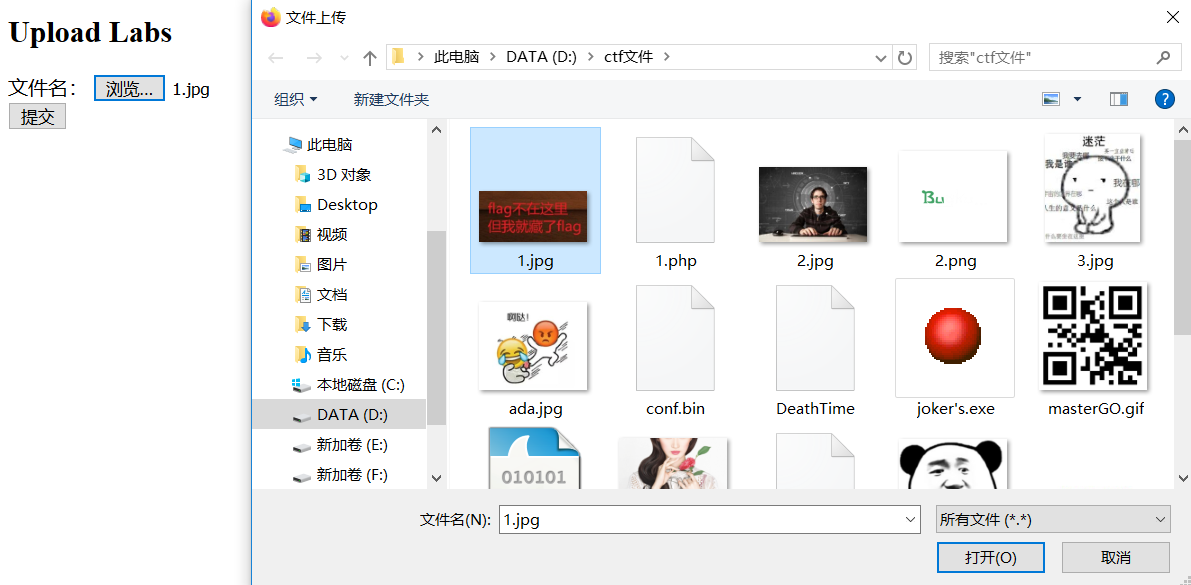 Upload Labs
文件名： 浏览... 1.jpg
提交
文件上传
此电脑 DATA (D:) ctf文件
搜索"ctf文件"
组织 新建文件夹
?
此电脑
3D 对象
Desktop
视频
图片
文档
下载
音乐
本地磁盘 (C:)
DATA (D:)
新加卷 (E:)
新加卷 (F:)
flag不在这里
但我就藏了flag
1.jpg
1.php
2.jpg
Bu
2.png
迷茫
我是谁
3.jpg
啊哒!
ada.jpg
conf.bin
DeathTime
joker's.exe
masterGO.gif
010101
文件名(N): 1.jpg
所有文件 (*.*)
打开(O)
取消